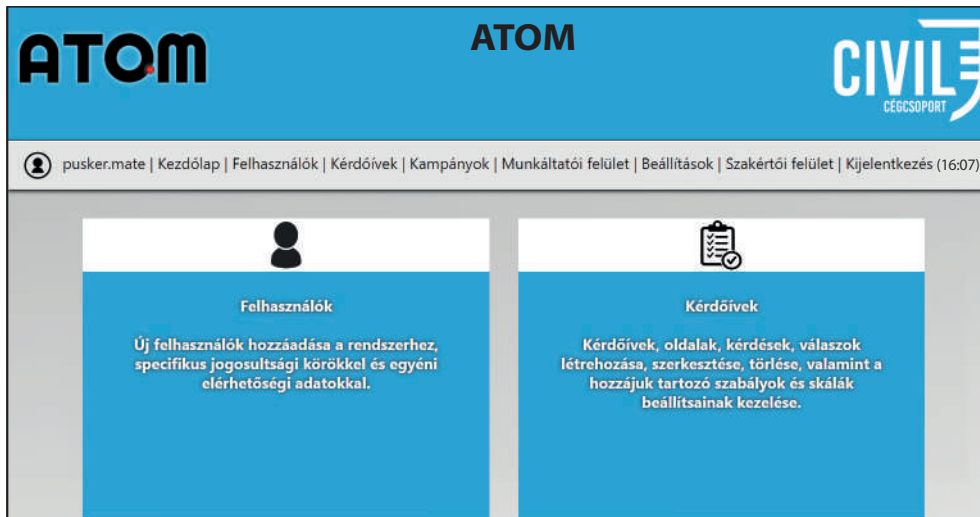 ATOM
ATOM
CIVIL
CÉGCSOPORT
pusker.mate | Kezdőlap | Felhasználók | Kérdőívek | Kampányok | Munkáltatói felület | Beállítások | Szakértői felület | Kijelentkezés (16:07)
Felhasználók
Új felhasználók hozzáadása a rendszerhez,
specifikus jogosultsági körökkel és egyéni
elérhetőségi adatokkal.
Kérdőívek
Kérdőívek, oldalak, kérdések, válaszok
létrehozása, szerkesztése, törlése, valamint a
hozzájuk tartozó szabályok és skálák
beállítsainak kezelése.